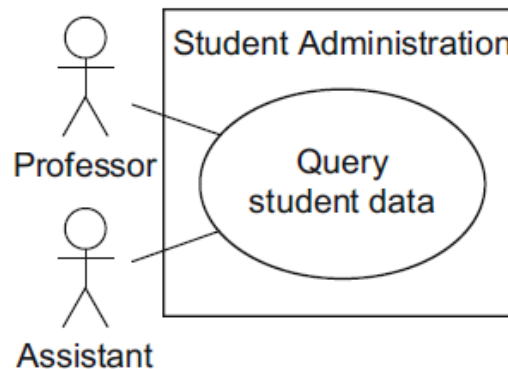 Student Administration
Professor
Query
student data
Assistant